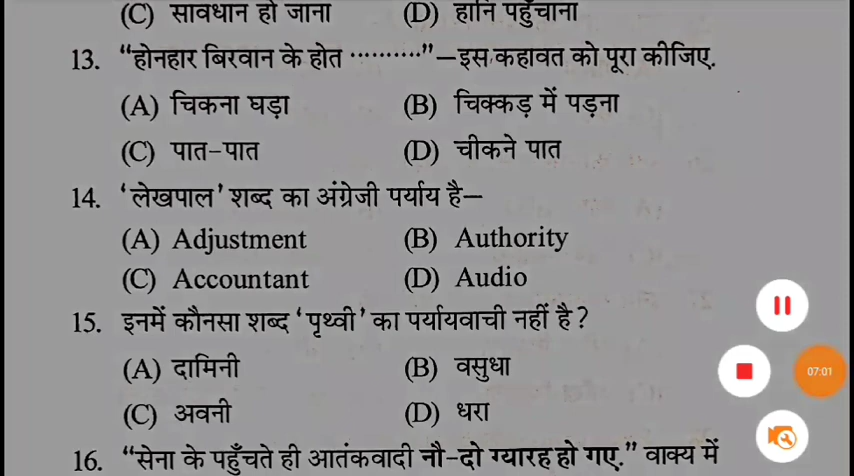 (C) सावधान हो जाना (D) हानि पहुँचाना
13. “होनहार बिरवान के होत ··········”—इस कहावत को पूरा कीजिए.
(A) चिकना घड़ा (B) चिक्कड़ में पड़ना
(C) पात-पात (D) चीकने पात
14. ‘लेखपाल’ शब्द का अंग्रेजी पर्याय है—
(A) Adjustment (B) Authority
(C) Accountant (D) Audio
15. इनमें कौनसा शब्द ‘पृथ्वी’ का पर्यायवाची नहीं है?
(A) दामिनी (B) वसुधा
(C) अवनी (D) धरा
07:01
16. “सेना के पहुँचते ही आतंकवादी नौ-दो ग्यारह हो गए.” वाक्य में